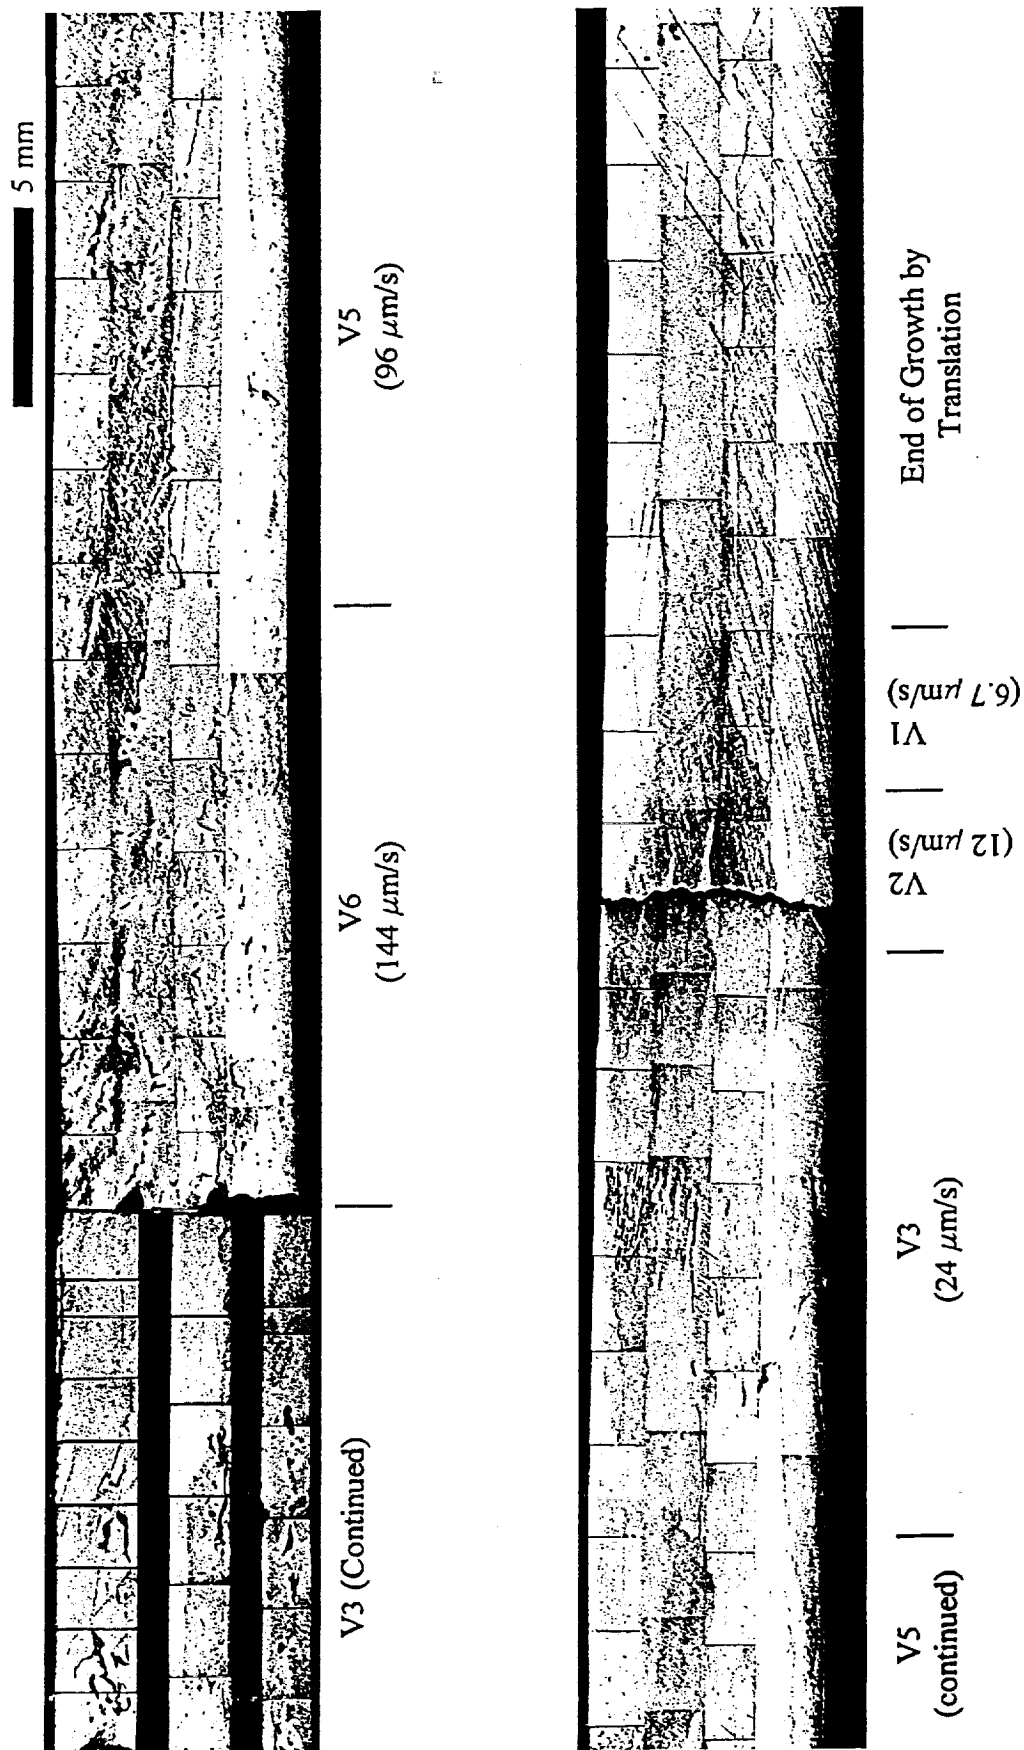 5 mm
V3 (Continued)
V6
(144 μm/s)
V5
(96 μm/s)
V5
(continued)
V3
(24 μm/s)
V2
(12 μm/s)
V1
(6.7 μm/s)
End of Growth by
Translation